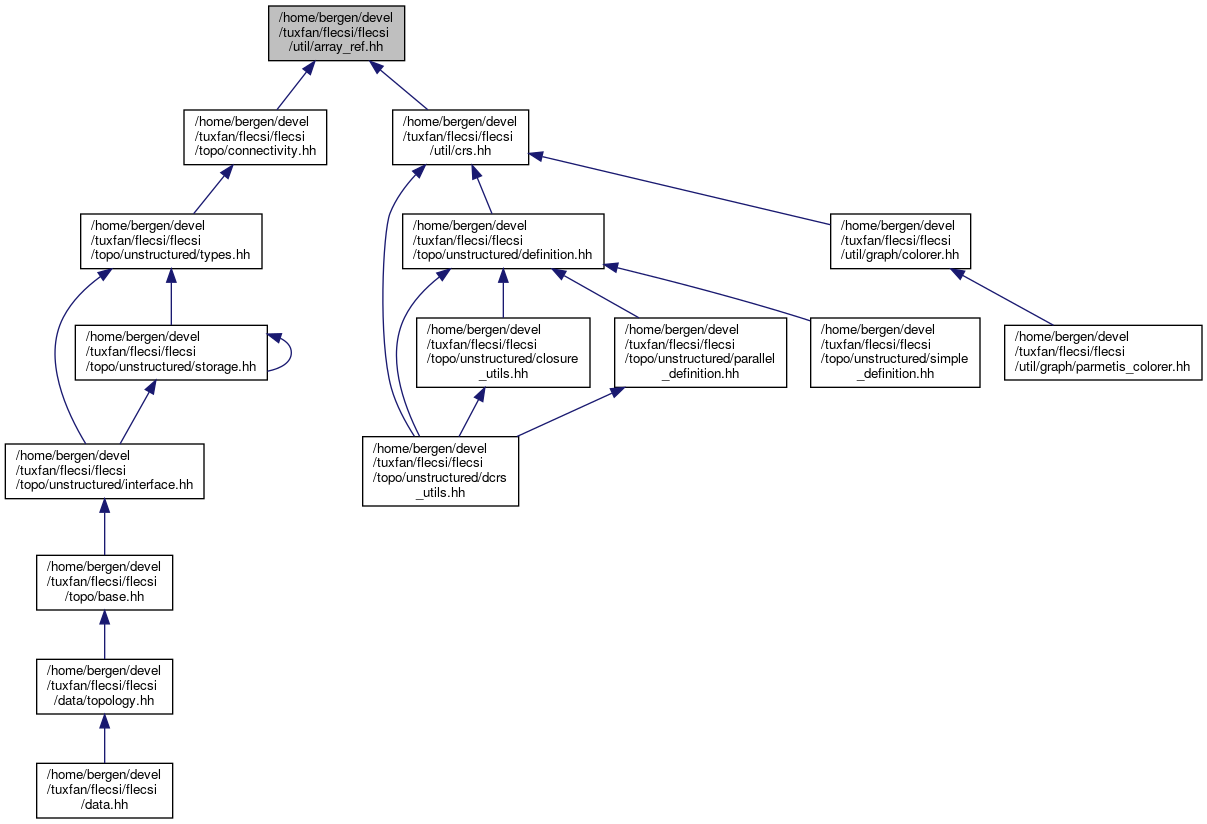 /home/bergen/devel
/tuxfan/flecsi/flecsi
/util/array_ref.hh
/home/bergen/devel
/tuxfan/flecsi/flecsi
/topo/connectivity.hh
/home/bergen/devel
/tuxfan/flecsi/flecsi
/util/crs.hh
/home/bergen/devel
/tuxfan/flecsi/flecsi
/topo/unstructured/types.hh
/home/bergen/devel
/tuxfan/flecsi/flecsi
/topo/unstructured/definition.hh
/home/bergen/devel
/tuxfan/flecsi/flecsi
/util/graph/colorer.hh
/home/bergen/devel
/tuxfan/flecsi/flecsi
/topo/unstructured/storage.hh
/home/bergen/devel
/tuxfan/flecsi/flecsi
/topo/unstructured/closure
_utils.hh
/home/bergen/devel
/tuxfan/flecsi/flecsi
/topo/unstructured/parallel
_definition.hh
/home/bergen/devel
/tuxfan/flecsi/flecsi
/topo/unstructured/simple
_definition.hh
/home/bergen/devel
/tuxfan/flecsi/flecsi
/util/graph/parmetis_colorer.hh
/home/bergen/devel
/tuxfan/flecsi/flecsi
/topo/unstructured/interface.hh
/home/bergen/devel
/tuxfan/flecsi/flecsi
/topo/unstructured/dcrs
_utils.hh
/home/bergen/devel
/tuxfan/flecsi/flecsi
/topo/base.hh
/home/bergen/devel
/tuxfan/flecsi/flecsi
/data/topology.hh
/home/bergen/devel
/tuxfan/flecsi/flecsi
/data.hh